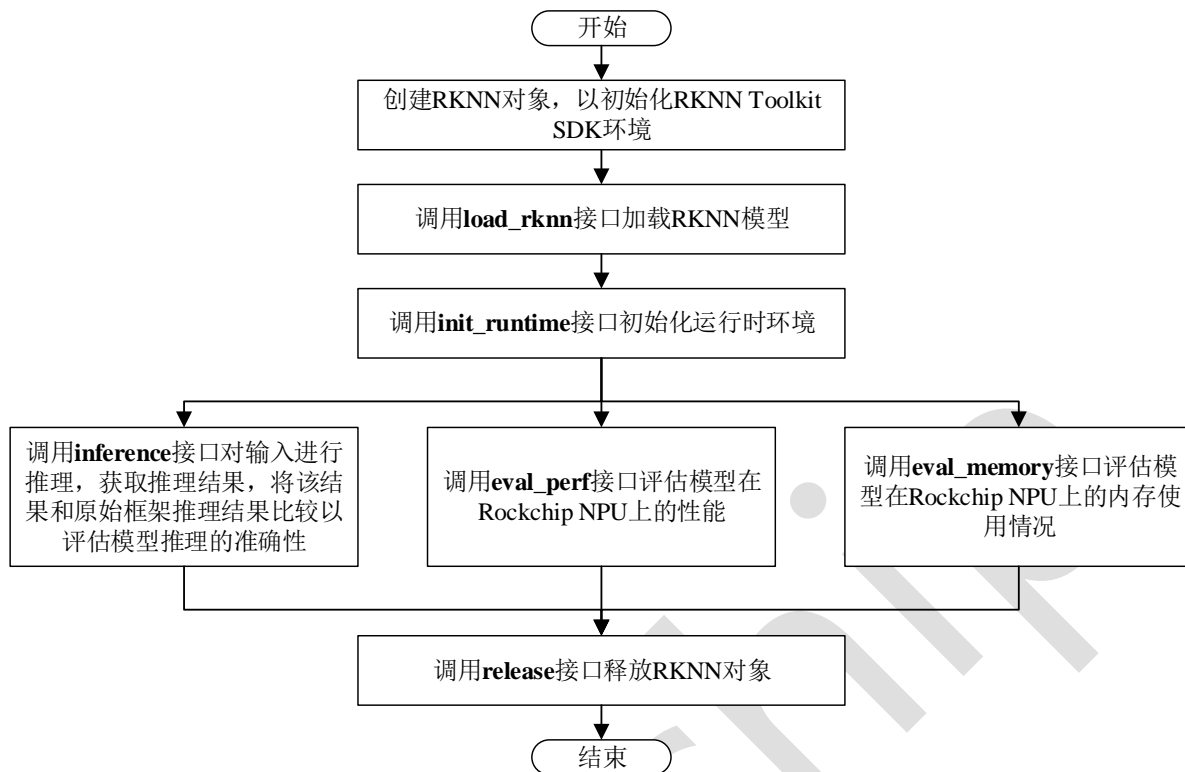 开始
创建RKNN对象，以初始化RKNN Toolkit
SDK环境
调用load_rknn接口加载RKNN模型
调用init_runtime接口初始化运行时环境
调用inference接口对输入进行
推理，获取推理结果，将该结
果和原始框架推理结果比较以
评估模型推理的准确性
调用eval_perf接口评估模型在
Rockchip NPU上的性能
调用eval_memory接口评估模
型在Rockchip NPU上的内存使
用情况
调用release接口释放RKNN对象
结束